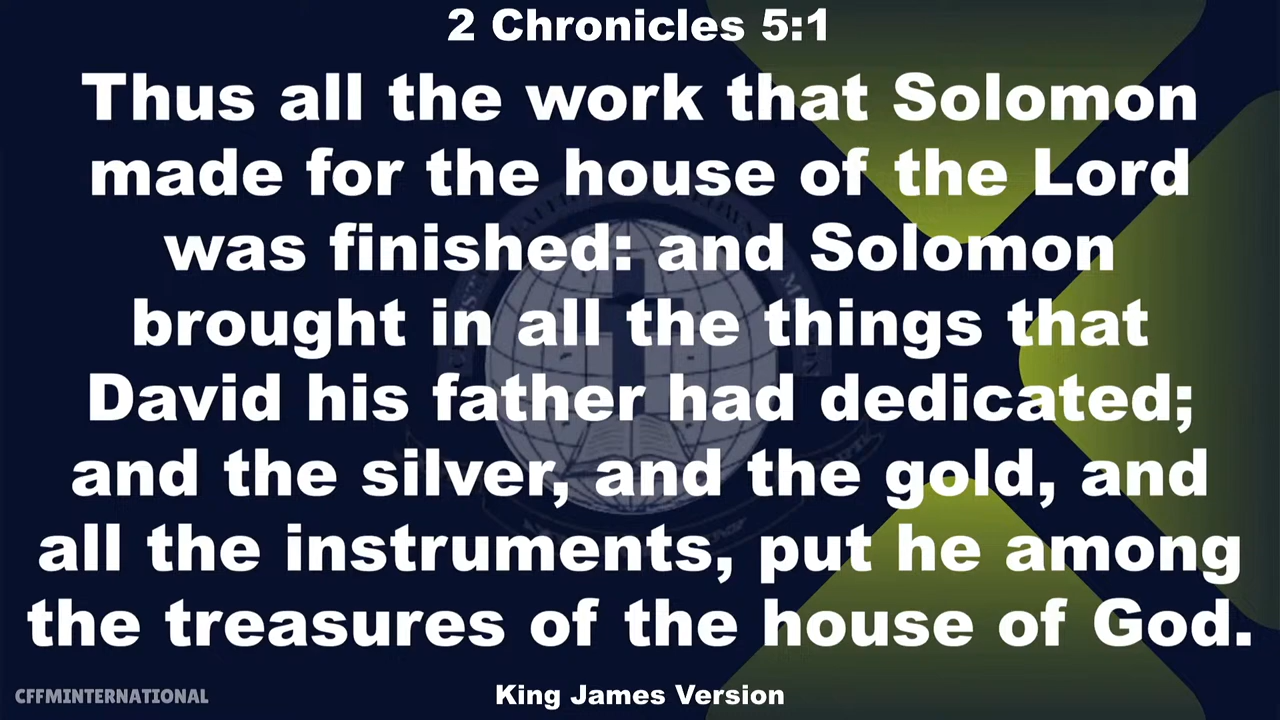 2 Chronicles 5:1
Thus all the work that Solomon
made for the house of the Lord
was finished: and Solomon
brought in all the things that
David his father had dedicated;
and the silver, and the gold, and
all the instruments, put he among
the treasures of the house of God.
CFFMINTERNATIONAL
King James Version